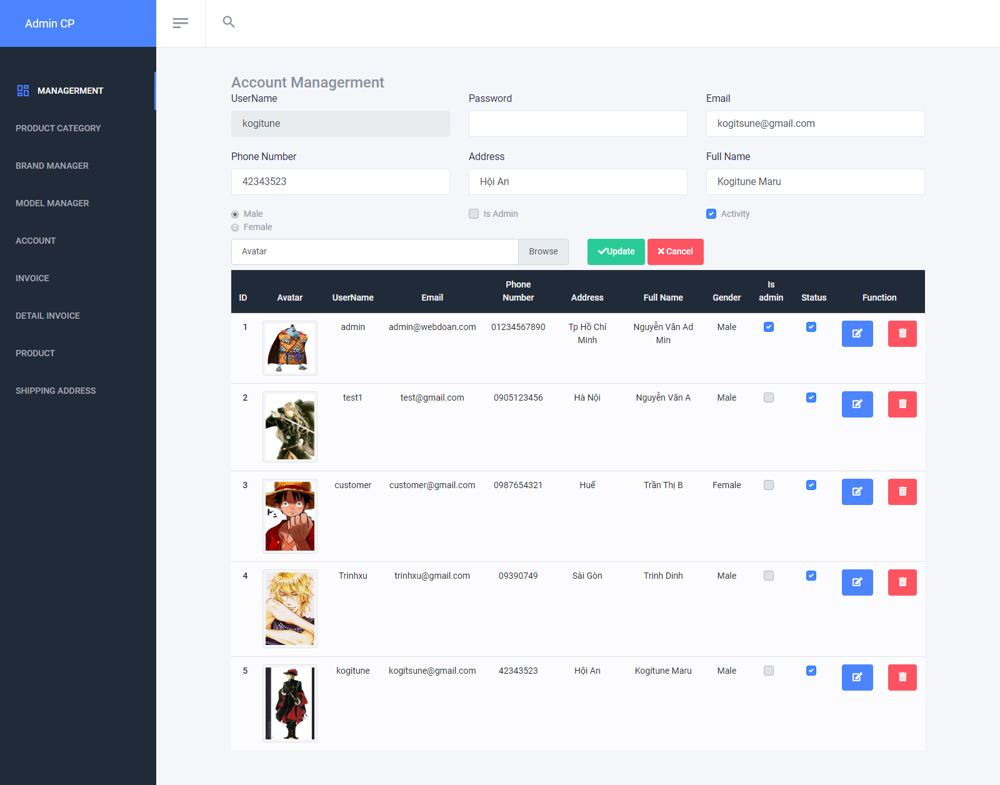 Admin CP
MANAGERMENT
PRODUCT CATEGORY
BRAND MANAGER
MODEL MANAGER
ACCOUNT
INVOICE
DETAIL INVOICE
PRODUCT
SHIPPING ADDRESS
Account Managerment
UserName Password Email
kogitune kogitsune@gmail.com
Phone Number Address Full Name
42343523 Hội An Kogitune Maru
Male Is Admin Activity
Female
Avatar Browse Update Cancel
ID Avatar UserName Email Phone Number Address Full Name Gender Is admin Status Function
1 admin admin@webdoan.com 01234567890 Tp Hồ Chí Minh Nguyễn Văn Ad Min Male
2 test1 test@gmail.com 0905123456 Hà Nội Nguyễn Văn A Male
3 customer customer@gmail.com 0987654321 Huế Trần Thị B Female
ドン
4 Trinhxu trinhxu@gmail.com 09390749 Sài Gòn Trinh Dinh Male
5 kogitune kogitsune@gmail.com 42343523 Hội An Kogitune Maru Male